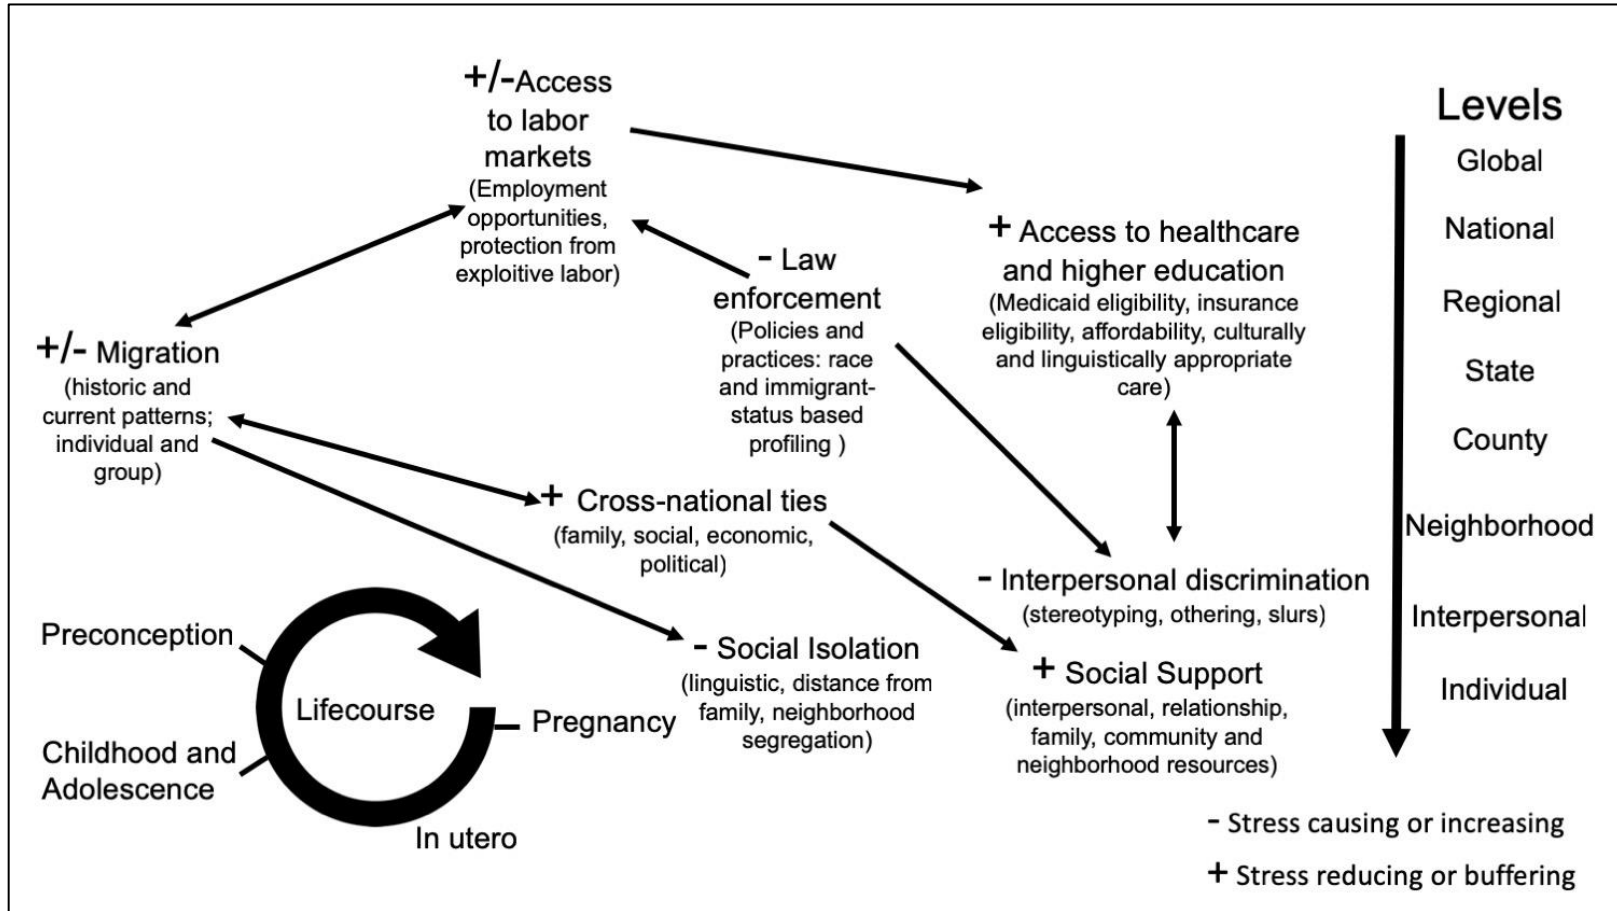 +/-Access
to labor
markets
(Employment
opportunities,
protection from
exploitive labor)
- Law
enforcement
(Policies and
practices: race
and immigrant-
status based
profiling )
+ Access to healthcare
and higher education
(Medicaid eligibility, insurance
eligibility, affordability, culturally
and linguistically appropriate
care)
+/- Migration
(historic and
current patterns;
individual and
group)
+ Cross-national ties
(family, social, economic,
political)
- Interpersonal discrimination
(stereotyping, othering, slurs)
- Social Isolation
(linguistic, distance from
family, neighborhood
segregation)
+ Social Support
(interpersonal, relationship,
family, community and
neighborhood resources)
Preconception
Lifecourse
Pregnancy
Childhood and
Adolescence
In utero
Levels
Global
National
Regional
State
County
Neighborhood
Interpersonal
Individual
- Stress causing or increasing
+ Stress reducing or buffering